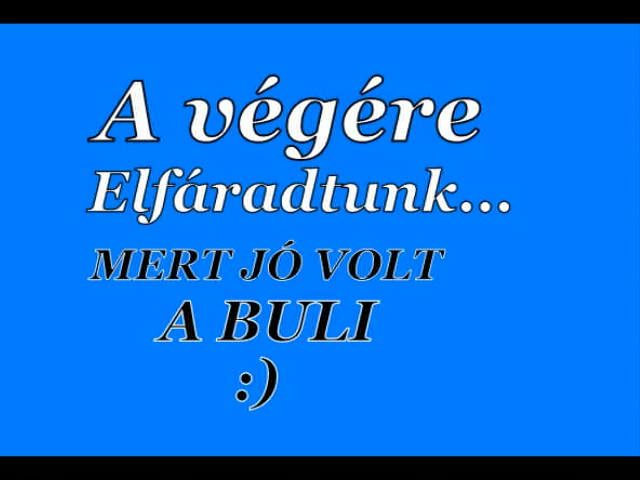 A végére
Elfáradtunk...
MERT JÓ VOLT
A BULI
:)